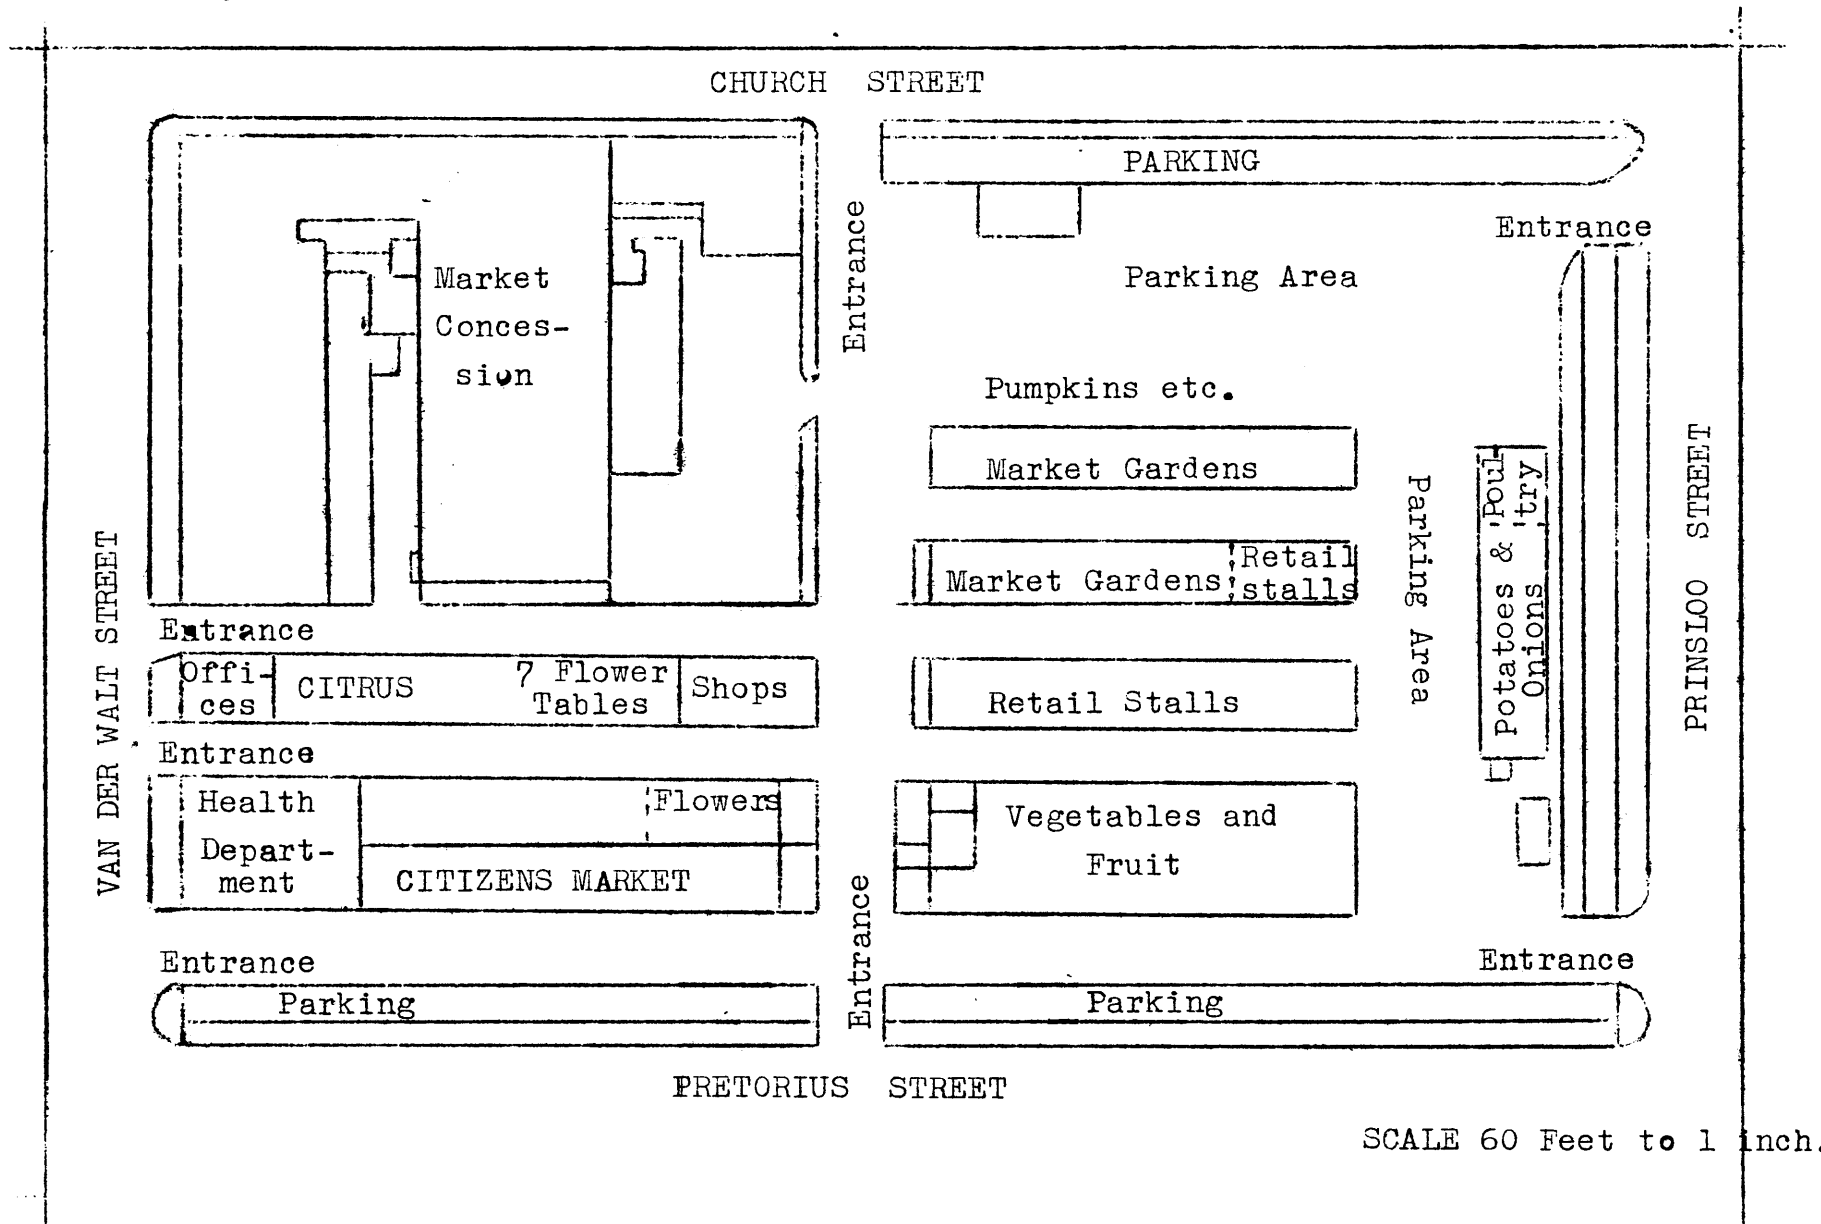 CHURCH STREET
PARKING
Entrance
Entrance
Parking Area
Market
Conces-
sion
Pumpkins etc.
Market Gardens
Market Gardens
Retail
stalls
Parking Area
Poul-
try
Potatoes &
Onions
PRINSLOO STREET
VAN DER WALT STREET
Entrance
Offi-
ces
CITRUS
7 Flower
Tables
Shops
Retail Stalls
Entrance
Health
Depart-
ment
Flowers
CITIZENS MARKET
Vegetables and
Fruit
Entrance
Entrance
Entrance
Parking
Parking
PRETORIUS STREET
SCALE 60 Feet to 1 inch.